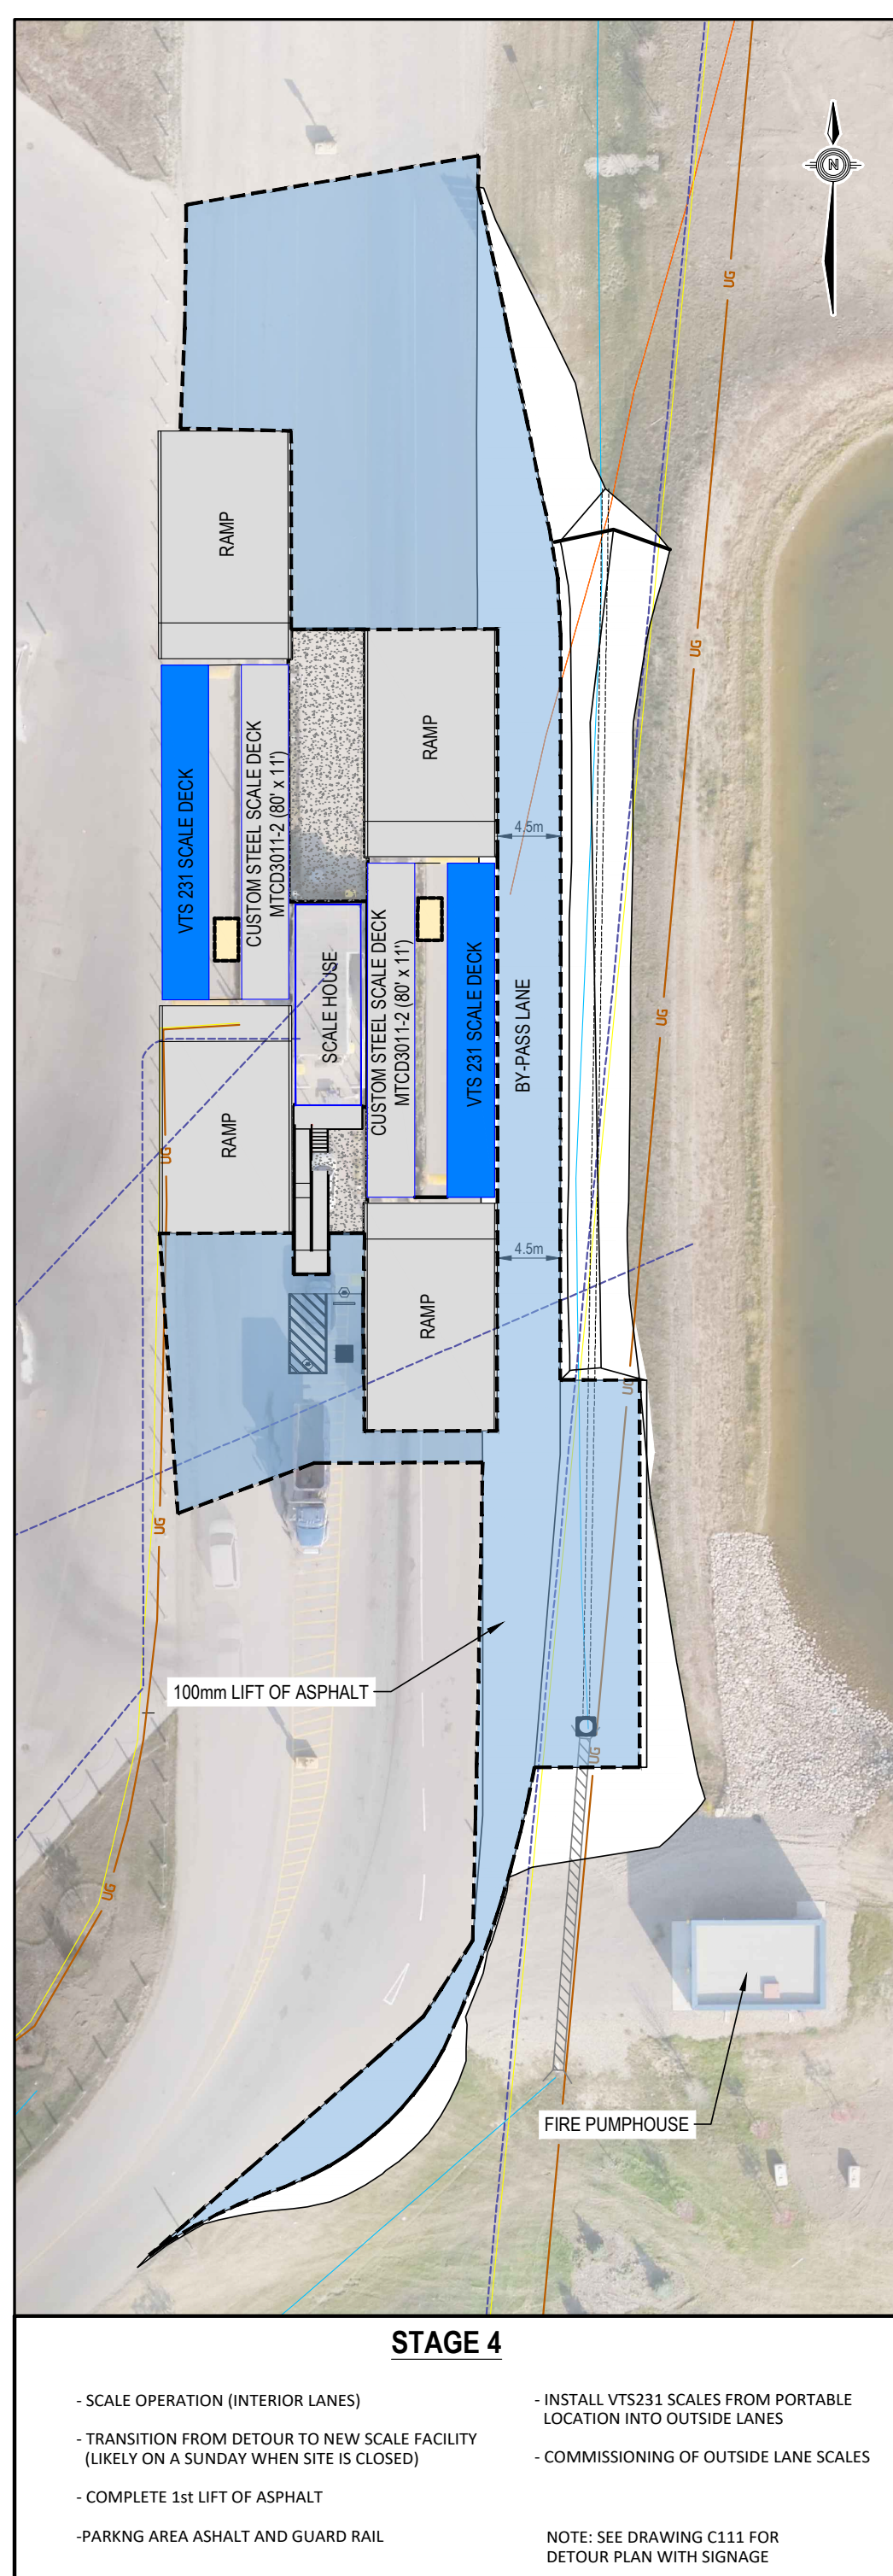 N
UG
RAMP
RAMP
UG
VTS 231 SCALE DECK
CUSTOM STEEL SCALE DECK
MTCD3011-2 (80' x 11')
4.5m
SCALE HOUSE
CUSTOM STEEL SCALE DECK
MTCD3011-2 (80' x 11')
VTS 231 SCALE DECK
BY-PASS LANE
UG
RAMP
UG
4.5m
RAMP
UG
UG
100mm LIFT OF ASPHALT
UG
UG
FIRE PUMPHOUSE
STAGE 4
- SCALE OPERATION (INTERIOR LANES)
- TRANSITION FROM DETOUR TO NEW SCALE FACILITY
(LIKELY ON A SUNDAY WHEN SITE IS CLOSED)
- COMPLETE 1st LIFT OF ASPHALT
-PARKNG AREA ASHALT AND GUARD RAIL
- INSTALL VTS231 SCALES FROM PORTABLE
LOCATION INTO OUTSIDE LANES
- COMMISSIONING OF OUTSIDE LANE SCALES
NOTE: SEE DRAWING C111 FOR
DETOUR PLAN WITH SIGNAGE